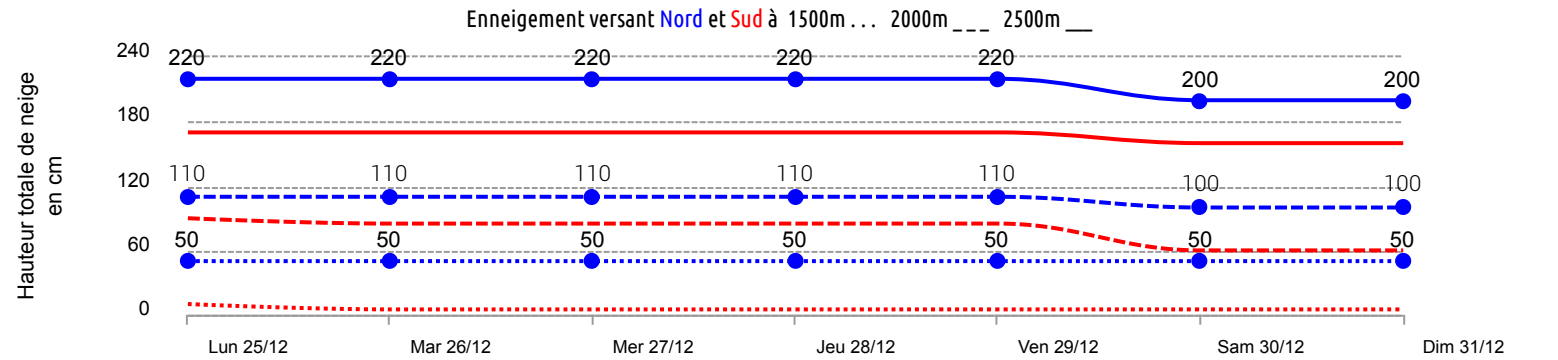 Enneigement versant Nord et Sud à 1500m . . . 2000m _ _ _ 2500m __
Hauteur totale de neige
en cm
240
220 220 220 220 220 200 200
180
110 110 110 110 110 100 100
120
50 50 50 50 50 50 50
60
0
Lun 25/12 Mar 26/12 Mer 27/12 Jeu 28/12 Ven 29/12 Sam 30/12 Dim 31/12